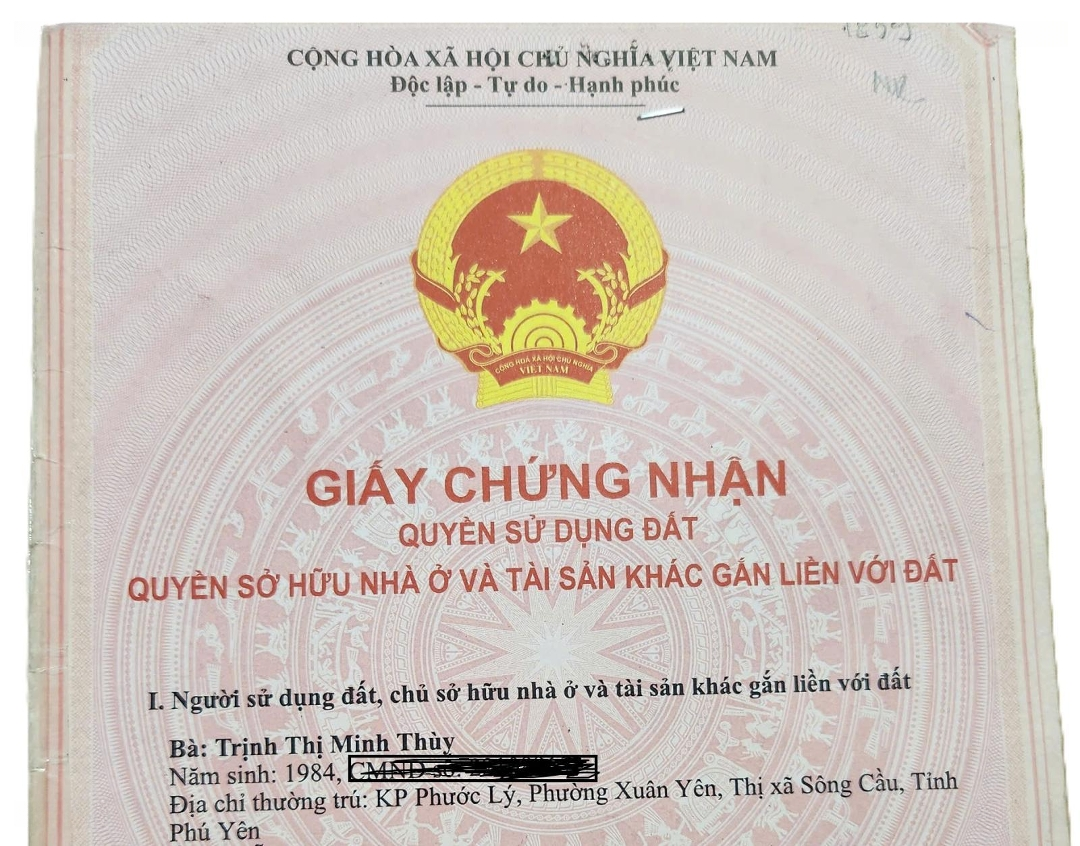 CỘNG HÒA XÃ HỘI CHỦ NGHĨA VIỆT NAM
Độc lập - Tự do - Hạnh phúc
CỘNG HOÀ XÃ HỘI CHỦ NGHĨA
VIỆT NAM
GIẤY CHỨNG NHẬN
QUYỀN SỬ DỤNG ĐẤT
QUYỀN SỞ HỮU NHÀ Ở VÀ TÀI SẢN KHÁC GẮN LIỀN VỚI ĐẤT
I. Người sử dụng đất, chủ sở hữu nhà ở và tài sản khác gắn liền với đất
Bà: Trịnh Thị Minh Thùy
Năm sinh: 1984, CMND số:
Địa chỉ thường trú: KP Phước Lý, Phường Xuân Yên, Thị xã Sông Cầu, Tỉnh
Phú Yên